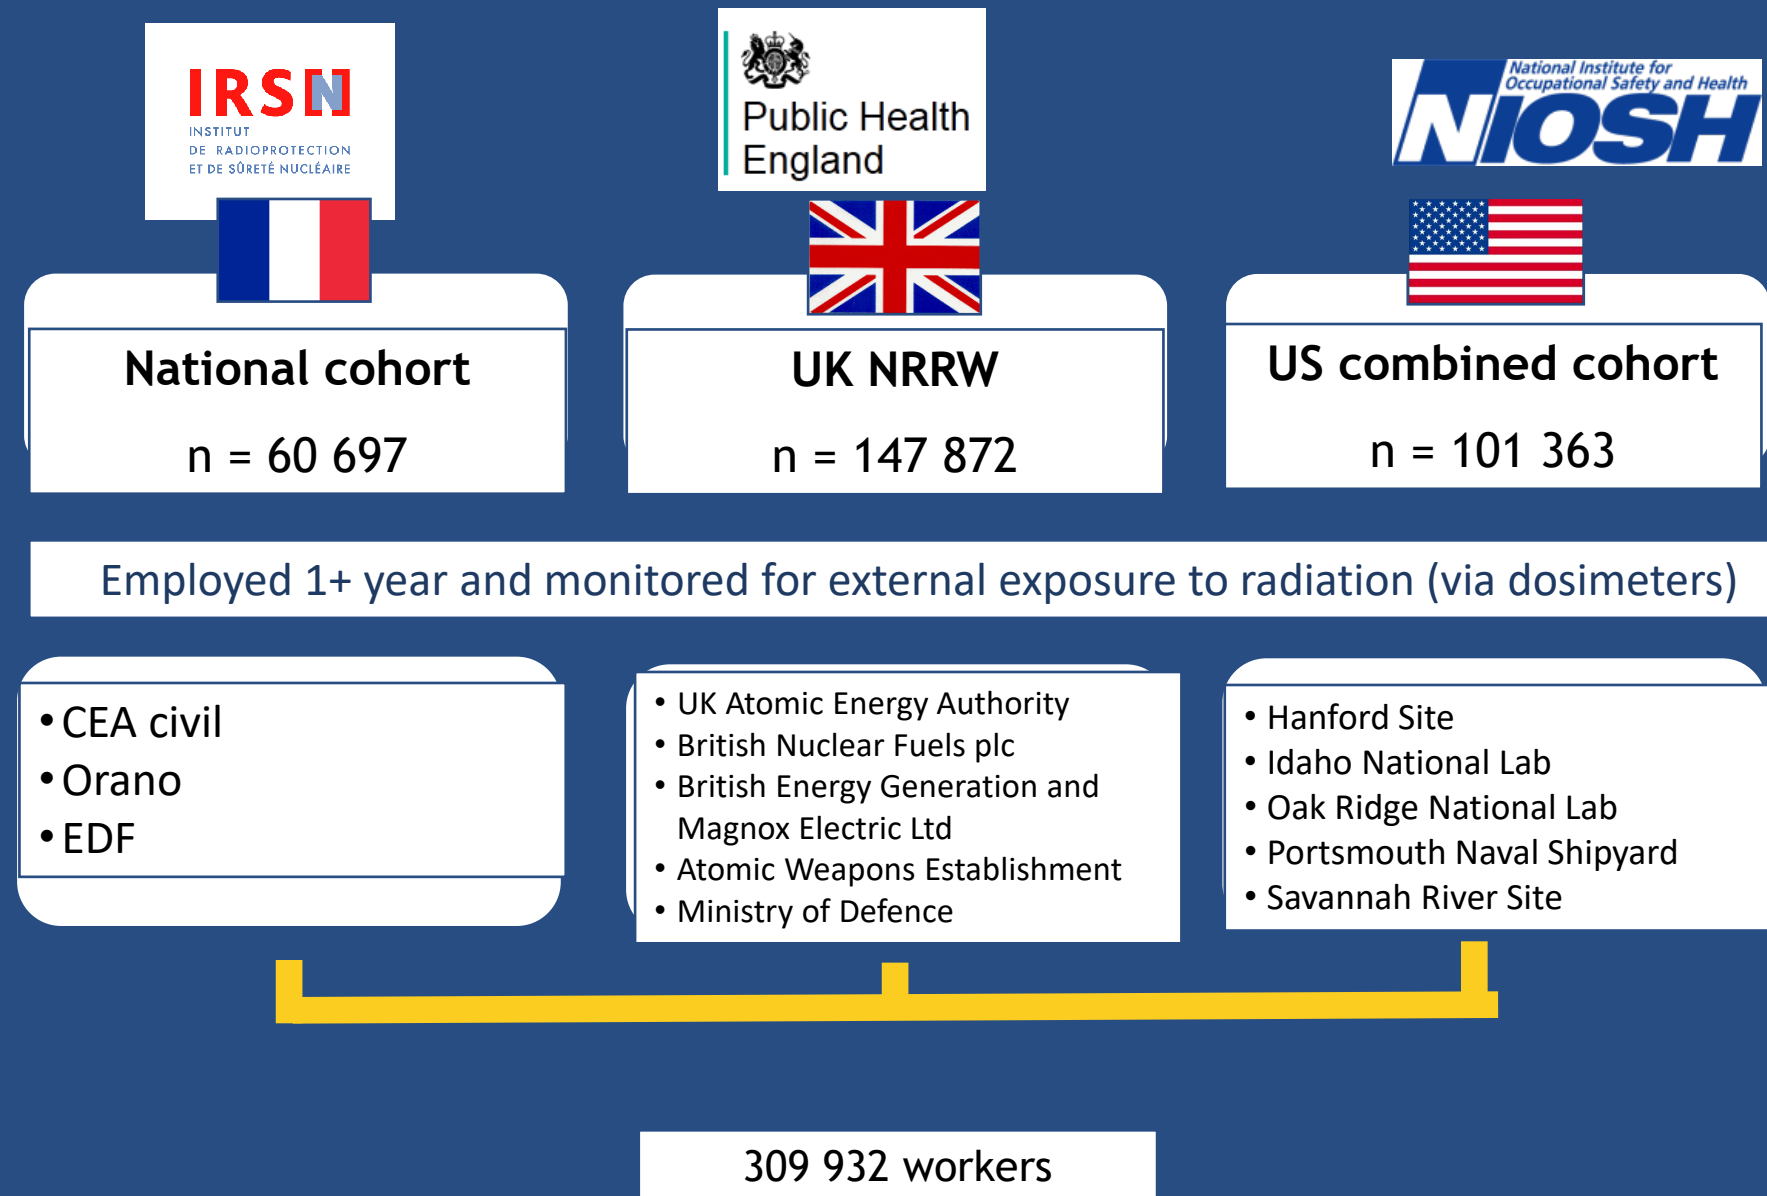 IRSN
INSTITUT
DE RADIOPROTECTION
ET DE SÛRETÉ NUCLÉAIRE
Public Health
England
National Institute for
Occupational Safety and Health
NIOSH
National cohort
n = 60 697
UK NRRW
n = 147 872
US combined cohort
n = 101 363
Employed 1+ year and monitored for external exposure to radiation (via dosimeters)
• CEA civil
• Orano
• EDF
• UK Atomic Energy Authority
• British Nuclear Fuels plc
• British Energy Generation and
Magnox Electric Ltd
• Atomic Weapons Establishment
• Ministry of Defence
• Hanford Site
• Idaho National Lab
• Oak Ridge National Lab
• Portsmouth Naval Shipyard
• Savannah River Site
309 932 workers